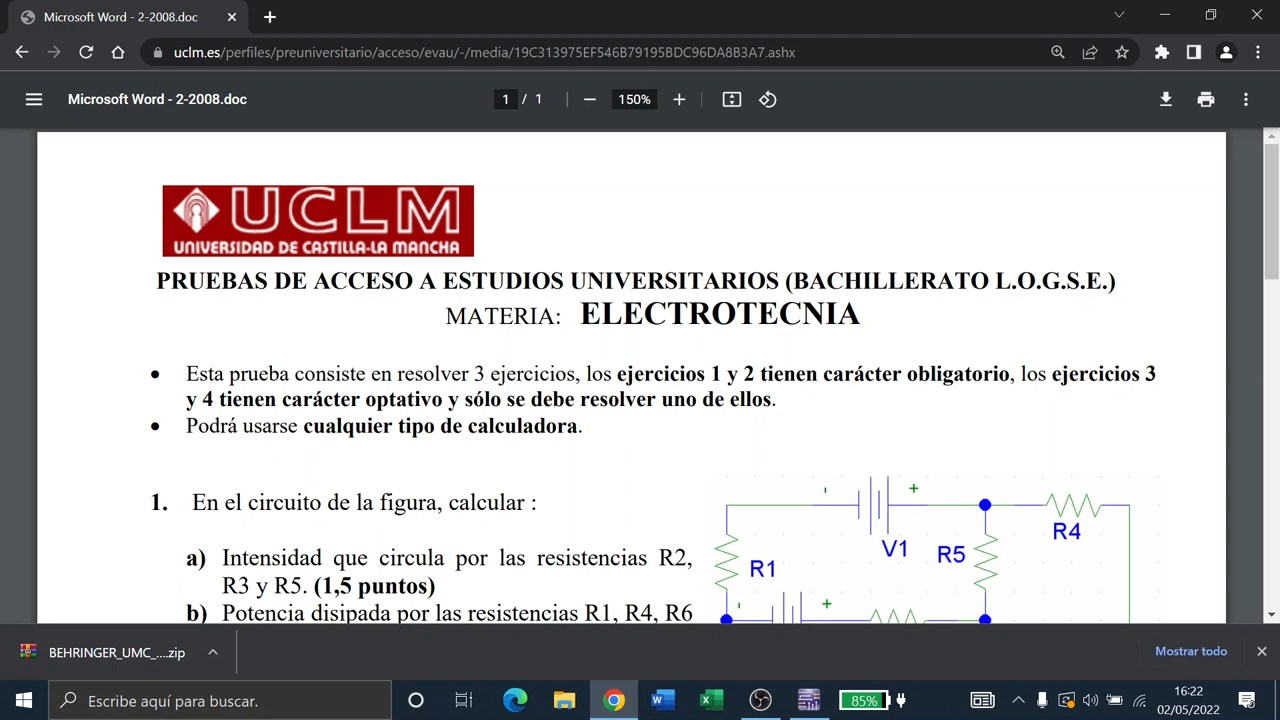 Microsoft Word - 2-2008.doc
uclm.es/perfiles/preuniversitario/acceso/evau/-/media/19C313975EF546B79195BDC96DA8B3A7.ashx
Microsoft Word - 2-2008.doc
1 / 1
150%
UCLM
UNIVERSIDAD DE CASTILLA-LA MANCHA
PRUEBAS DE ACCESO A ESTUDIOS UNIVERSITARIOS (BACHILLERATO L.O.G.S.E.)
MATERIA: ELECTROTECNIA
• Esta prueba consiste en resolver 3 ejercicios, los ejercicios 1 y 2 tienen carácter obligatorio, los ejercicios 3
y 4 tienen carácter optativo y sólo se debe resolver uno de ellos.
• Podrá usarse cualquier tipo de calculadora.
1. En el circuito de la figura, calcular :
a) Intensidad que circula por las resistencias R2,
R3 y R5. (1,5 puntos)
b) Potencia disipada por las resistencias R1, R4, R6
- +
V1
R4
R5
R1
- +
BEHRINGER_UMC_....zip
Mostrar todo
Escribe aquí para buscar.
85%
16:22
02/05/2022